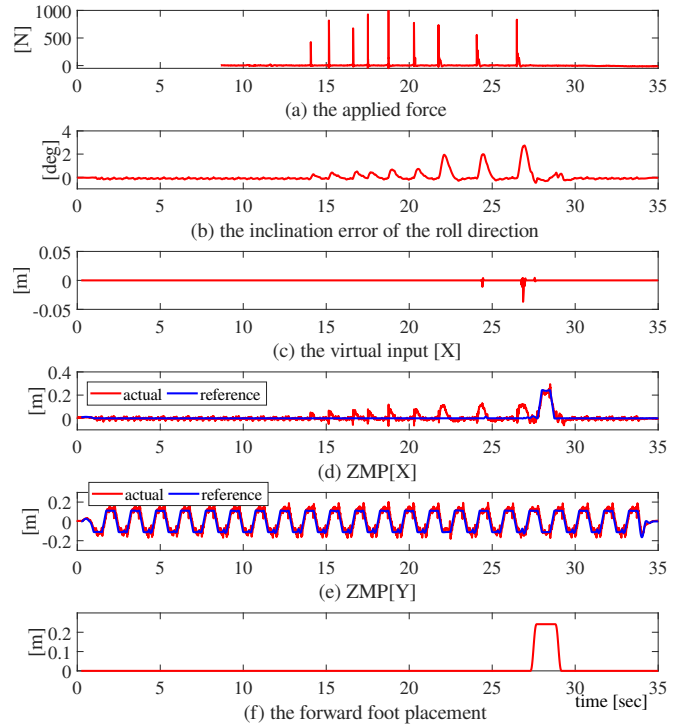 1000
500
0
[N]
0 5 10 15 20 25 30 35
(a) the applied force
4
2
0
[deg]
0 5 10 15 20 25 30 35
(b) the inclination error of the roll direction
0.05
0
-0.05
[m]
0 5 10 15 20 25 30 35
(c) the virtual input [X]
0.4
0.2
0
[m]
actual reference
0 5 10 15 20 25 30 35
(d) ZMP[X]
0.2
0
-0.2
[m]
actual reference
0 5 10 15 20 25 30 35
(e) ZMP[Y]
0.2
0.1
0
[m]
0 5 10 15 20 25 30 35
time [sec]
(f) the forward foot placement